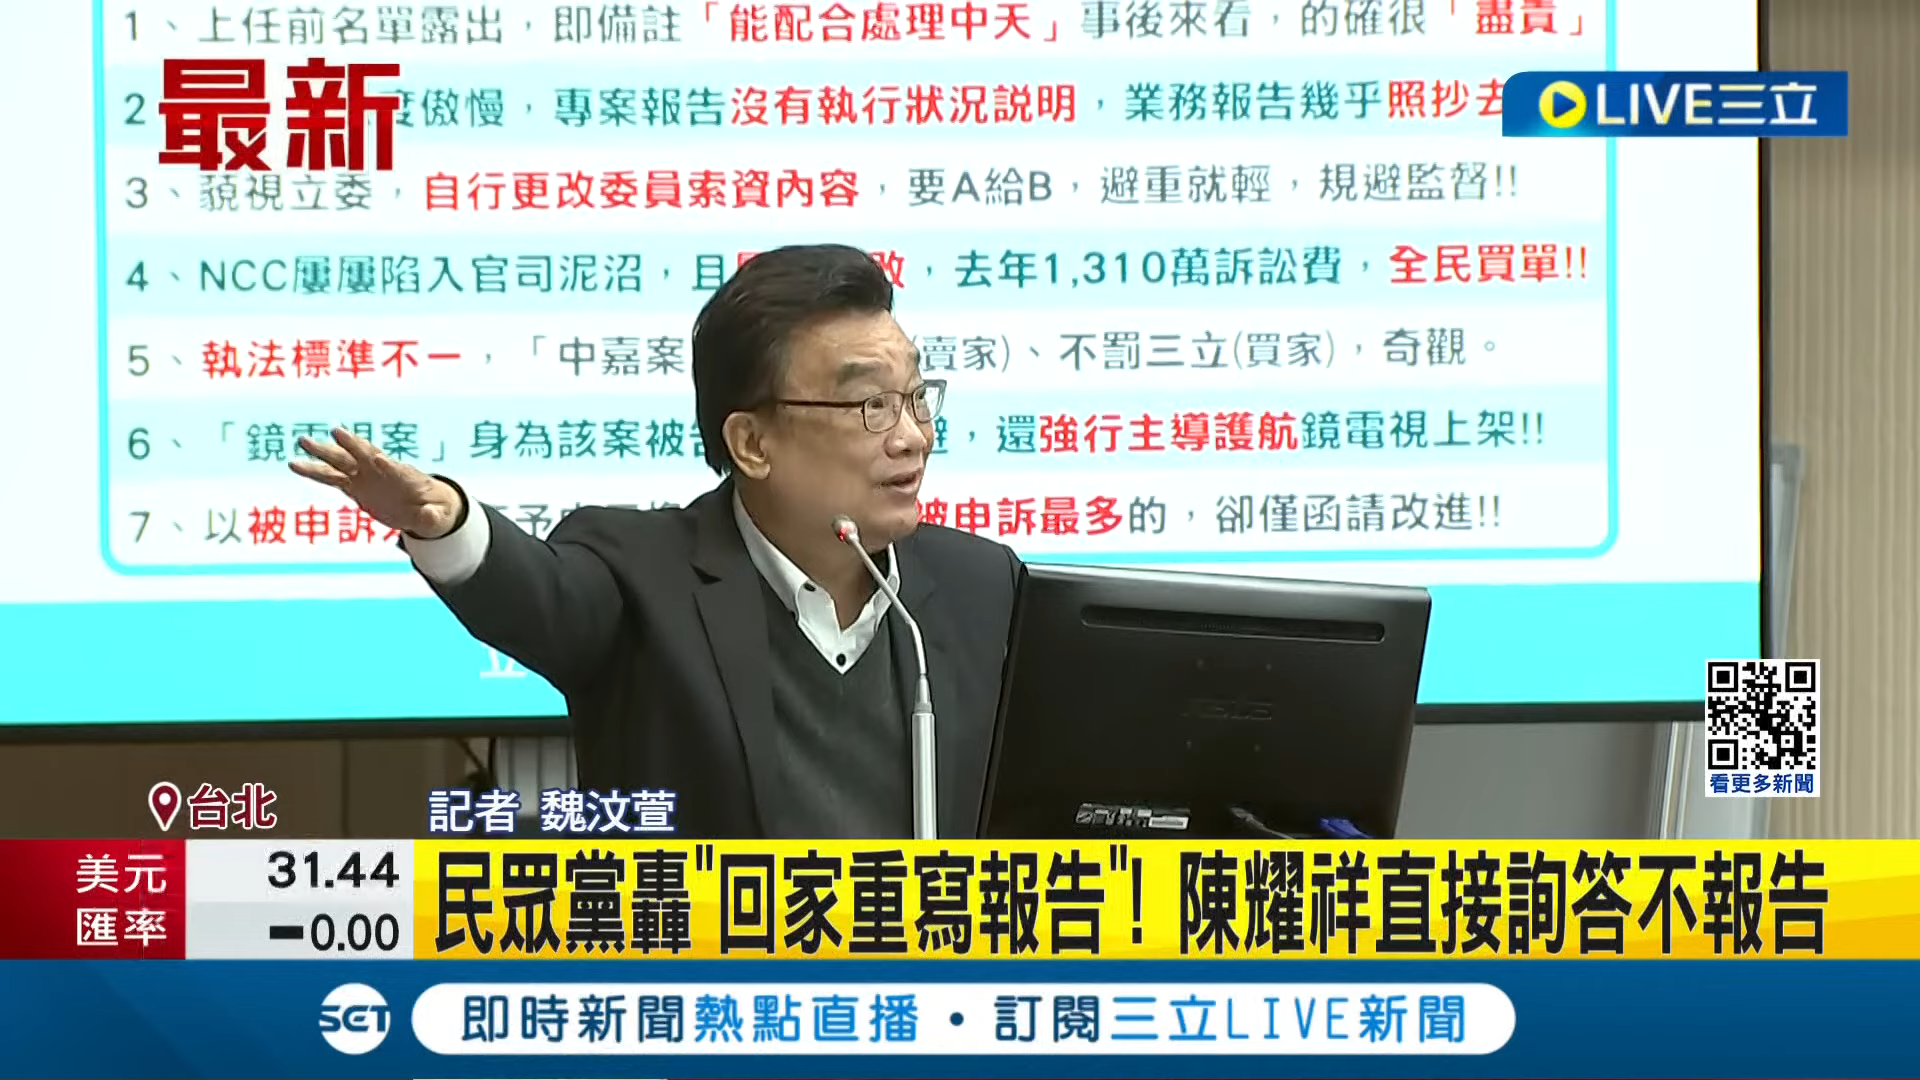 1、上任前名單露出，即備註「能配合處理中天」事後來看，的確很「盡責」
最新
2 度傲慢，專案報告沒有執行狀況説明，業務報告幾乎照抄去
LIVE三立
3、藐視立委，自行更改委員索資內容，要A給B，避重就輕，規避監督!!
4、NCC屢屢陷入官司泥沼，且 敗，去年1,310萬訴訟費，全民買單!!
5、執法標準不一，「中嘉案 (賣家)、不罰三立(買家)，奇觀。
6、「鏡電視案」身為該案被告 避，還強行主導護航鏡電視上架!!
7、以被申訴 被申訴最多的，卻僅函請改進!!
立
看更多新聞
台北
記者 魏汶萱
美元匯率
31.44
0.00
民眾黨轟"回家重寫報告"! 陳耀祥直接詢答不報告
SET 即時新聞熱點直播・訂閱三立LIVE新聞